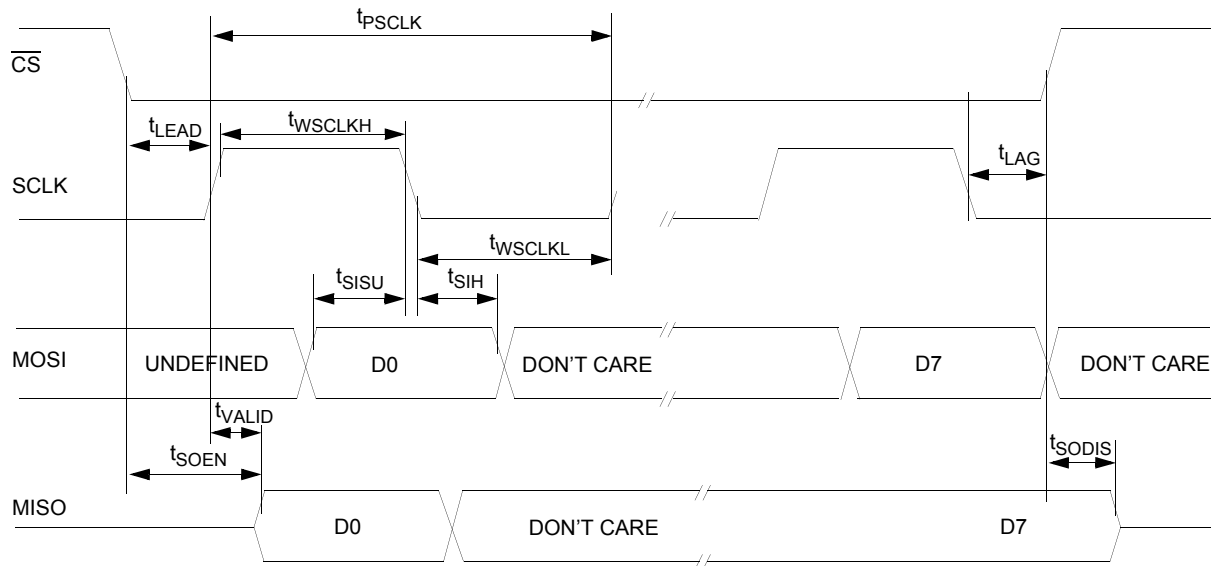 tPSCLK
CS
tLEAD
tWSCLKH
tLAG
SCLK
tWSCLKL
tSISU
tSIH
MOSI
UNDEFINED
D0
DON'T CARE
D7
DON'T CARE
tVALID
tSOEN
tSODIS
MISO
D0
DON'T CARE
D7